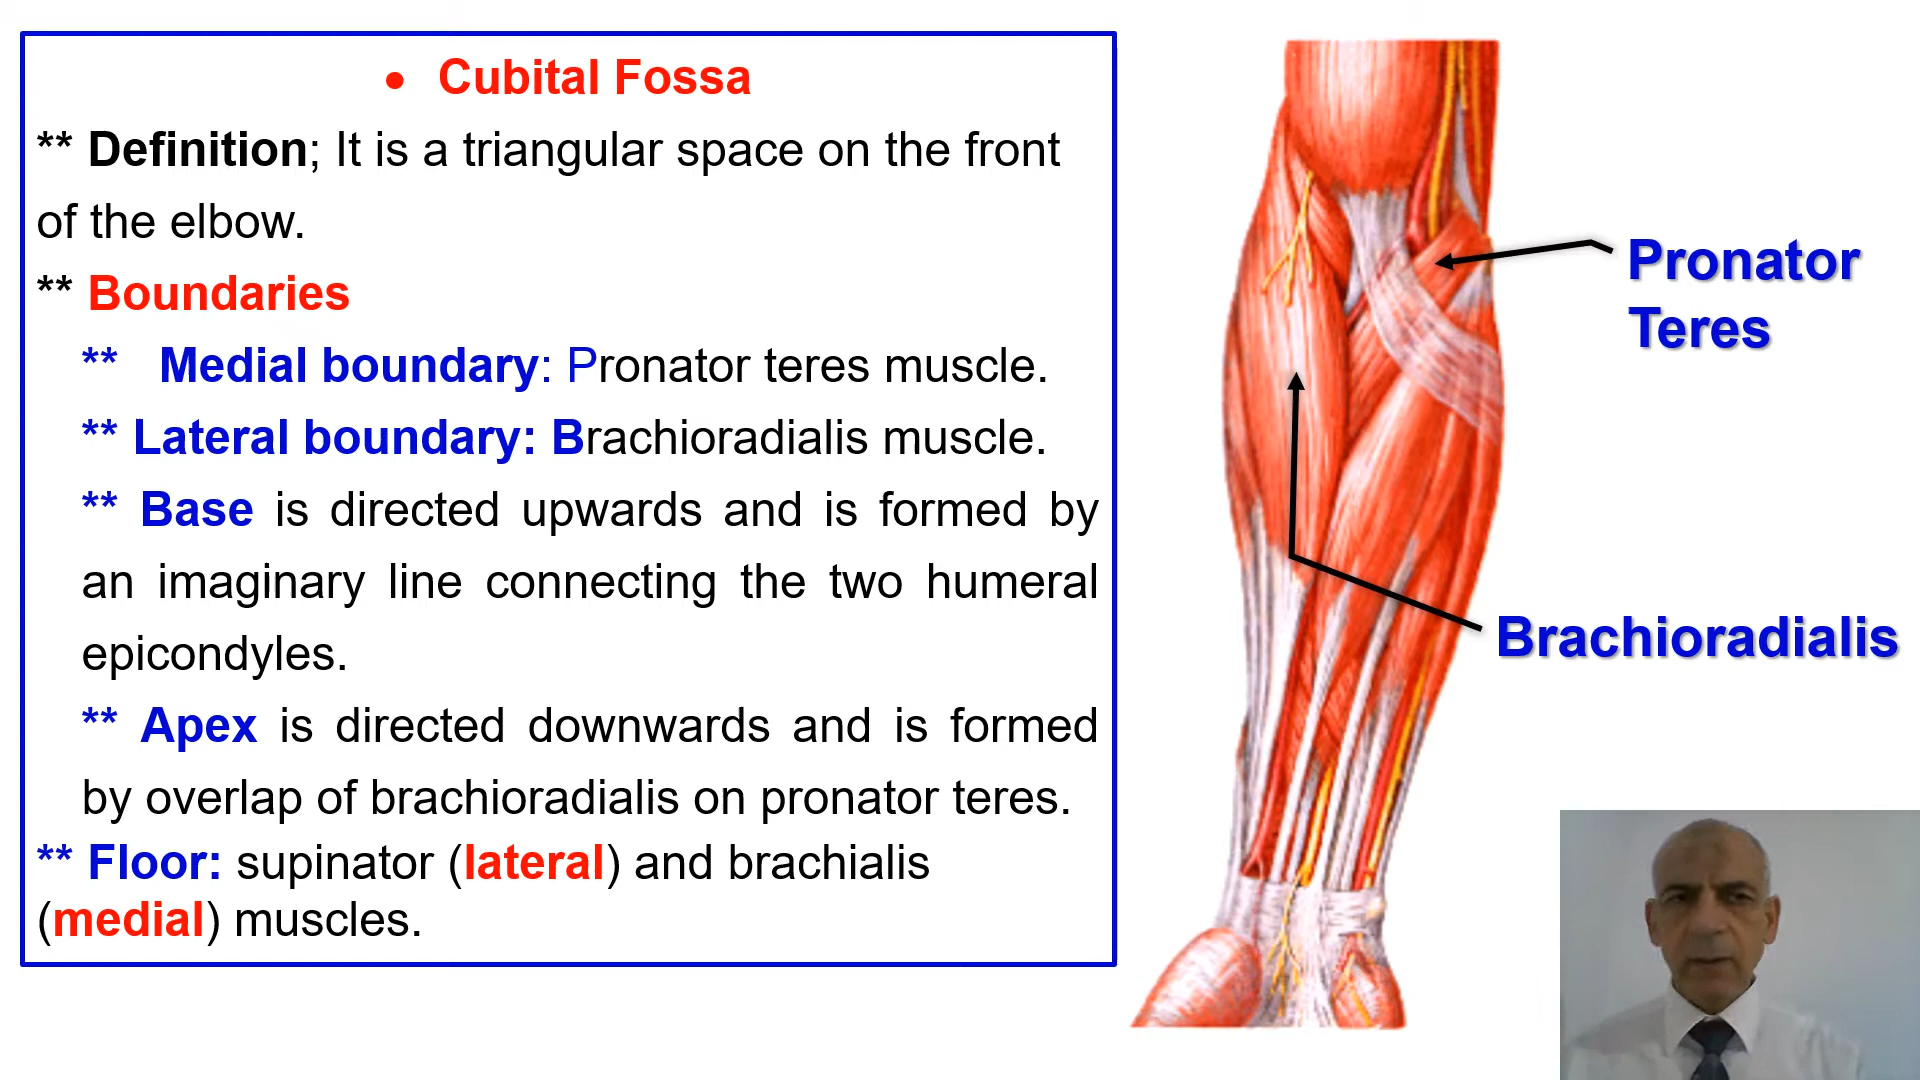 • Cubital Fossa
** Definition; It is a triangular space on the front
of the elbow.
** Boundaries
** Medial boundary: Pronator teres muscle.
** Lateral boundary: Brachioradialis muscle.
** Base is directed upwards and is formed by
an imaginary line connecting the two humeral
epicondyles.
** Apex is directed downwards and is formed
by overlap of brachioradialis on pronator teres.
** Floor: supinator (lateral) and brachialis
(medial) muscles.
Pronator
Teres
Brachioradialis